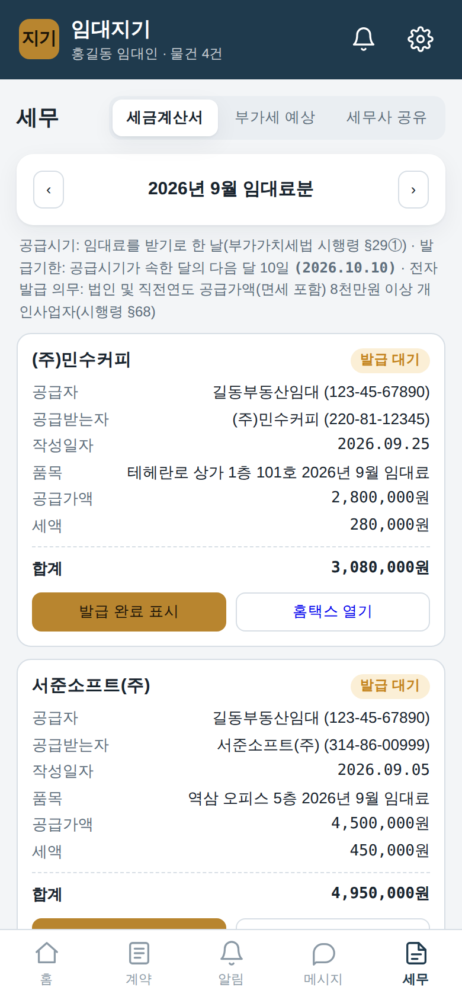 지기
임대지기
홍길동 임대인 · 물건 4건
세무
세금계산서
부가세 예상
세무사 공유
‹
2026년 9월 임대료분
›
공급시기: 임대료를 받기로 한 날(부가가치세법 시행령 §29①) · 발
급기한: 공급시기가 속한 달의 다음 달 10일 (2026.10.10) · 전자
발급 의무: 법인 및 직전연도 공급가액(면세 포함) 8천만원 이상 개
인사업자(시행령 §68)
(주)민수커피
발급 대기
공급자 길동부동산임대 (123-45-67890)
공급받는자 (주)민수커피 (220-81-12345)
작성일자 2026.09.25
품목 테헤란로 상가 1층 101호 2026년 9월 임대료
공급가액 2,800,000원
세액 280,000원
합계 3,080,000원
발급 완료 표시
홈택스 열기
서준소프트(주)
발급 대기
공급자 길동부동산임대 (123-45-67890)
공급받는자 서준소프트(주) (314-86-00999)
작성일자 2026.09.05
품목 역삼 오피스 5층 2026년 9월 임대료
공급가액 4,500,000원
세액 450,000원
합계 4,950,000원
홈
계약
알림
메시지
세무